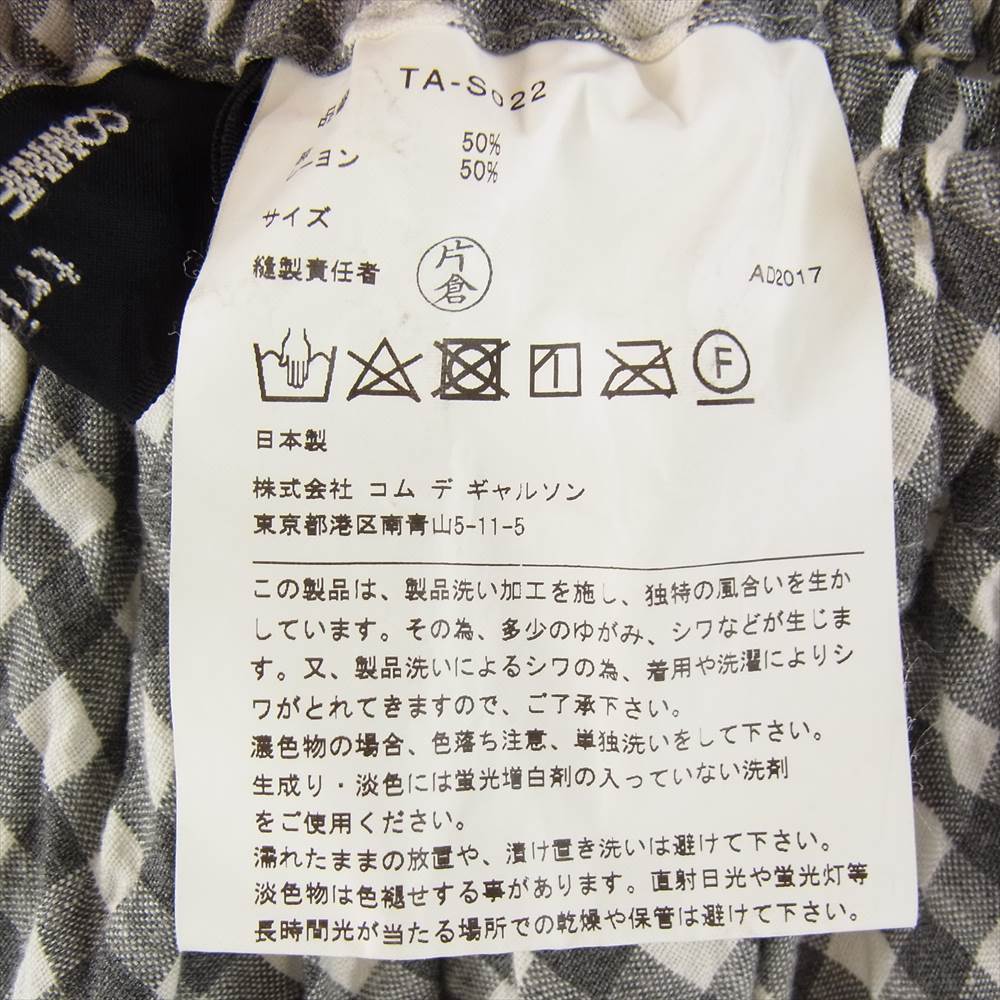 TA-S022
50%
ヨン 50%
サイズ
縫製責任者 片倉
AD2017
F
日本製
株式会社 コム デ ギャルソン
東京都港区南青山5-11-5
この製品は、製品洗い加工を施し、独特の風合いを生か
しています。その為、多少のゆがみ、シワなどが生じま
す。又、製品洗いによるシワの為、着用や洗濯によりシ
ワがとれてきますので、ご了承下さい。
濃色物の場合、色落ち注意、単独洗いをして下さい。
生成り・淡色には蛍光増白剤の入っていない洗剤
をご使用ください。
濡れたままの放置や、漬け置き洗いは避けて下さい。
淡色物は色褪せする事があります。直射日光や蛍光灯等
長時間光が当たる場所での乾燥や保管は避けて下さい。